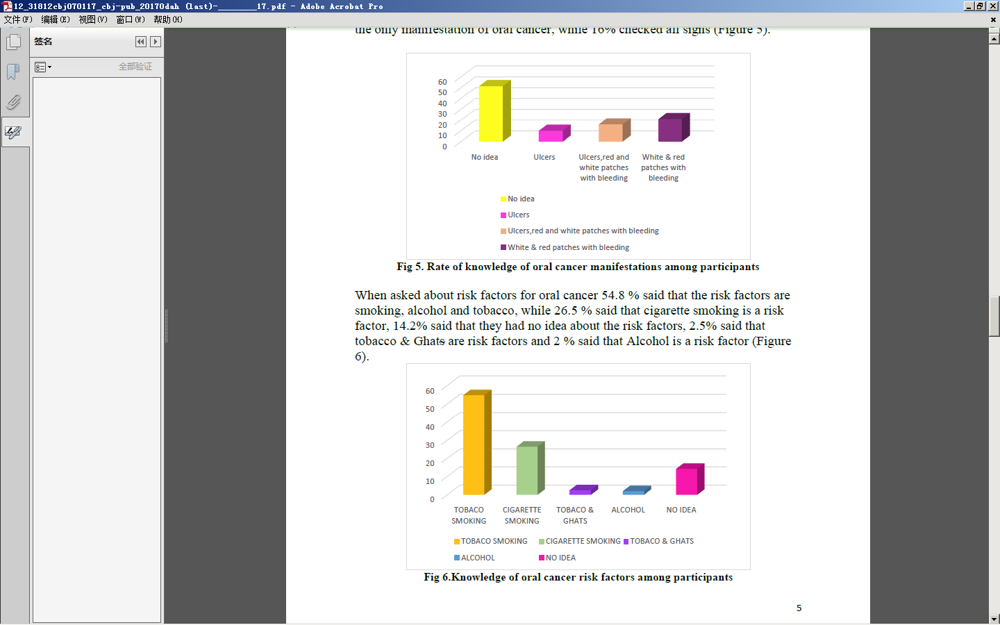 12_31812cbj070117_cbj-pub_20170dah (last)-________17.pdf - Adobe Acrobat Pro
文件(F) 编辑(E) 视图(V) 窗口(W) 帮助(H)
签名
全部验证
the only manifestation of oral cancer, while 16% checked all signs (Figure 5).
60
50
40
30
20
10
0
No idea
Ulcers
Ulcers,red and
white patches
with bleeding
White & red
patches with
bleeding
No idea
Ulcers
Ulcers,red and white patches with bleeding
White & red patches with bleeding
Fig 5. Rate of knowledge of oral cancer manifestations among participants
When asked about risk factors for oral cancer 54.8 % said that the risk factors are
smoking, alcohol and tobacco, while 26.5 % said that cigarette smoking is a risk
factor, 14.2% said that they had no idea about the risk factors, 2.5% said that
tobacco & Ghats are risk factors and 2 % said that Alcohol is a risk factor (Figure
6).
60
50
40
30
20
10
0
TOBACO
SMOKING
CIGARETTE
SMOKING
TOBACO &
GHATS
ALCOHOL
NO IDEA
TOBACO SMOKING
CIGARETTE SMOKING
TOBACO & GHATS
ALCOHOL
NO IDEA
Fig 6.Knowledge of oral cancer risk factors among participants
5